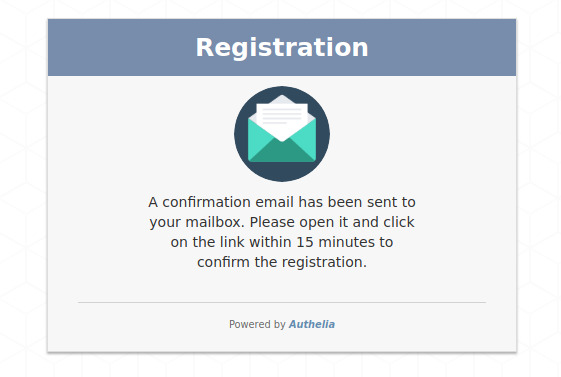 Registration
A confirmation email has been sent to
your mailbox. Please open it and click
on the link within 15 minutes to
confirm the registration.
Powered by Authelia